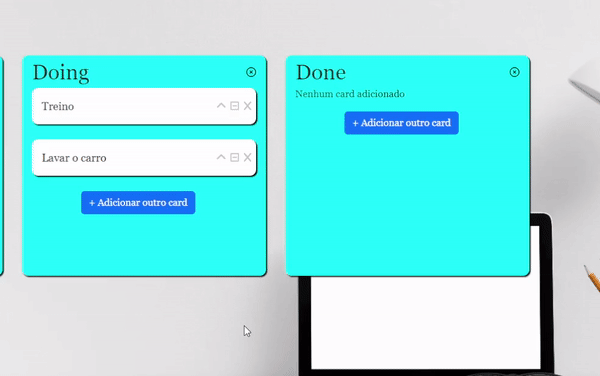 Doing
Treino
Lavar o carro
+ Adicionar outro card
Done
Nenhum card adicionado
+ Adicionar outro card